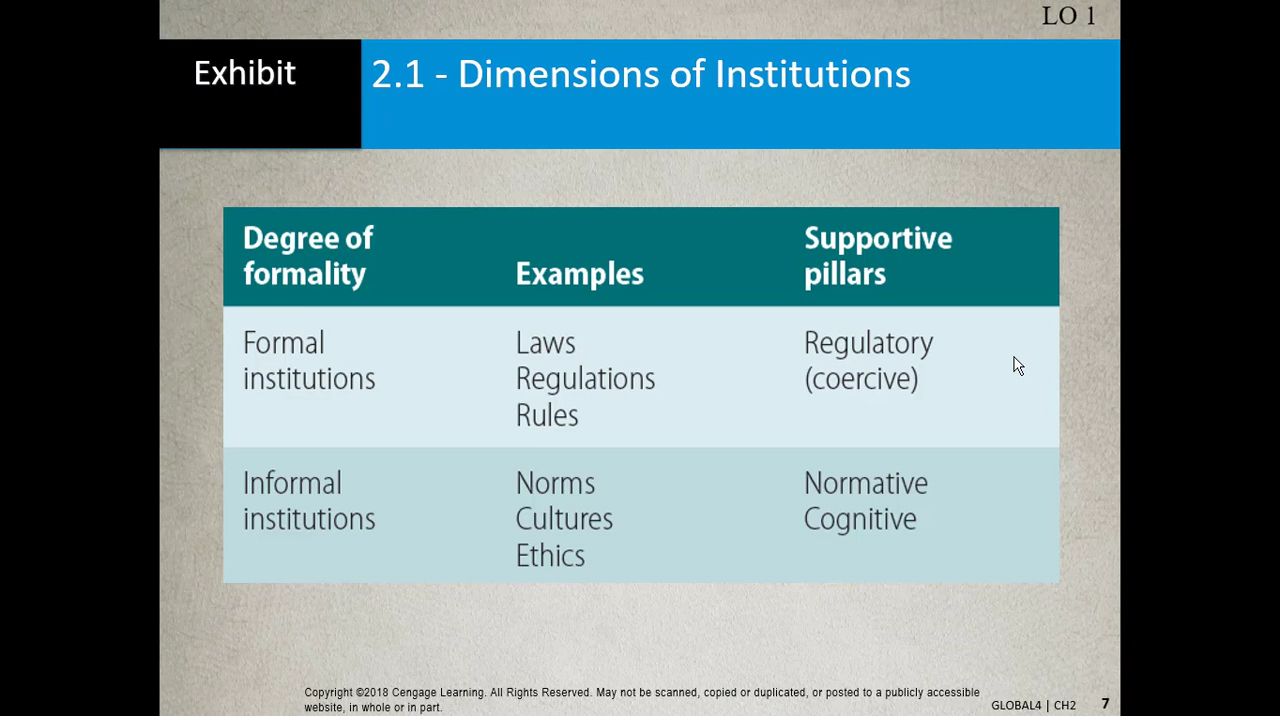 LO 1
Exhibit
2.1 - Dimensions of Institutions
Degree of formality
Examples
Supportive pillars
Formal institutions
Laws
Regulations
Rules
Regulatory (coercive)
Informal institutions
Norms
Cultures
Ethics
Normative
Cognitive
Copyright ©2018 Cengage Learning. All Rights Reserved. May not be scanned, copied or duplicated, or posted to a publicly accessible
website, in whole or in part.
GLOBAL4 | CH2
7